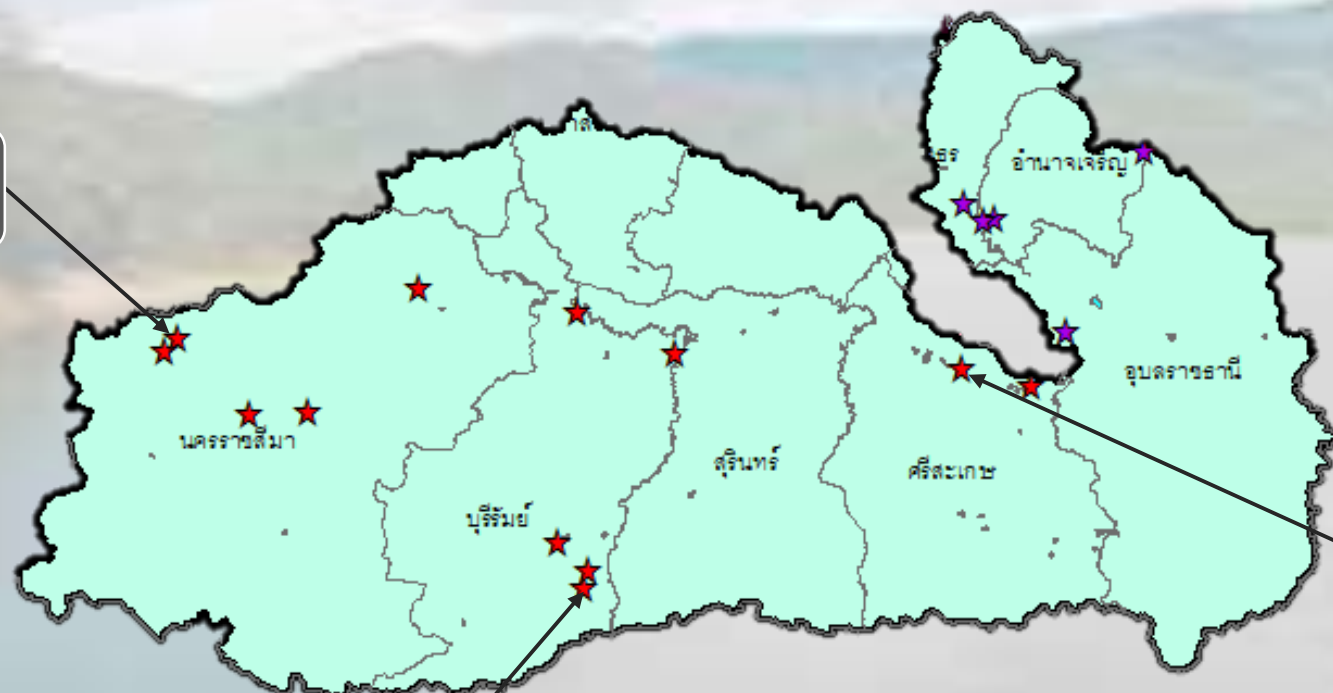 อำนาจเจริญ
อุบลราชธานี
นครราชสีมา
สุรินทร์
ศรีสะเกษ
บุรีรัมย์